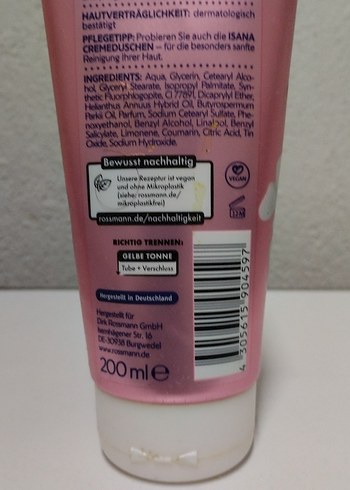 HAUTVERTRÄGLICHKEIT: dermatologisch
bestätigt
PFLEGETIPP: Probieren Sie auch die ISANA
CREMEDUSCHEN – für die besonders sanfte
Reinigung Ihrer Haut.
INGREDIENTS: Aqua, Glycerin, Cetearyl Alco-
hol, Glyceryl Stearate, Isopropyl Palmitate, Syn-
thetic Fluorphlogopite, CI 77891, Dicaprylyl Ether,
Helianthus Annuus Hybrid Oil, Butyrospermum
Parkii Oil, Parfum, Sodium Cetearyl Sulfate, Phe-
noxyethanol, Benzyl Alcohol, Linalool, Benzyl
Salicylate, Limonene, Coumarin, Citric Acid, Tin
Oxide, Sodium Hydroxide.
Bewusst nachhaltig
Unsere Rezeptur ist vegan
und ohne Mikroplastik
(siehe: rossmann.de/
mikroplastikfrei)
rossmann.de/nachhaltigkeit
VEGAN
12M
RICHTIG TRENNEN:
GELBE TONNE
Tube + Verschluss
Hergestellt in Deutschland
Hergestellt für
Dirk Rossmann GmbH
Isernhägener Str. 16
DE-30938 Burgwedel
www.rossmann.de
200 ml e
4 305615 904597